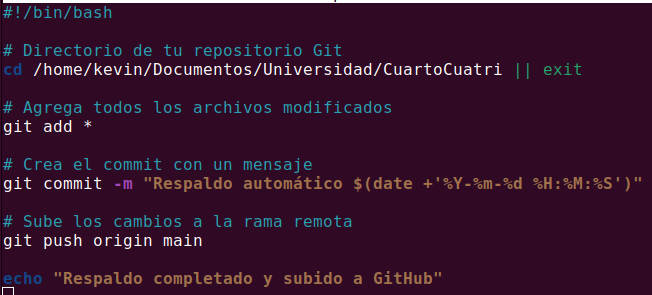 #!/bin/bash
# Directorio de tu repositorio Git
cd /home/kevin/Documentos/Universidad/CuartoCuatri || exit
# Agrega todos los archivos modificados
git add *
# Crea el commit con un mensaje
git commit -m "Respaldo automático $(date +'%Y-%m-%d %H:%M:%S')"
# Sube los cambios a la rama remota
git push origin main
echo "Respaldo completado y subido a GitHub"